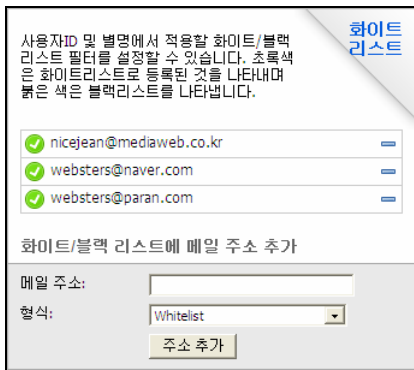 화이트
리스트
사용자ID 및 별명에서 적용할 화이트/블랙
리스트 필터를 설정할 수 있습니다. 초록색
은 화이트리스트로 등록된 것을 나타내며
붉은 색은 블랙리스트를 나타냅니다.
nicejean@mediaweb.co.kr
websters@naver.com
websters@paran.com
화이트/블랙 리스트에 메일 주소 추가
메일 주소:
형식: Whitelist
주소 추가